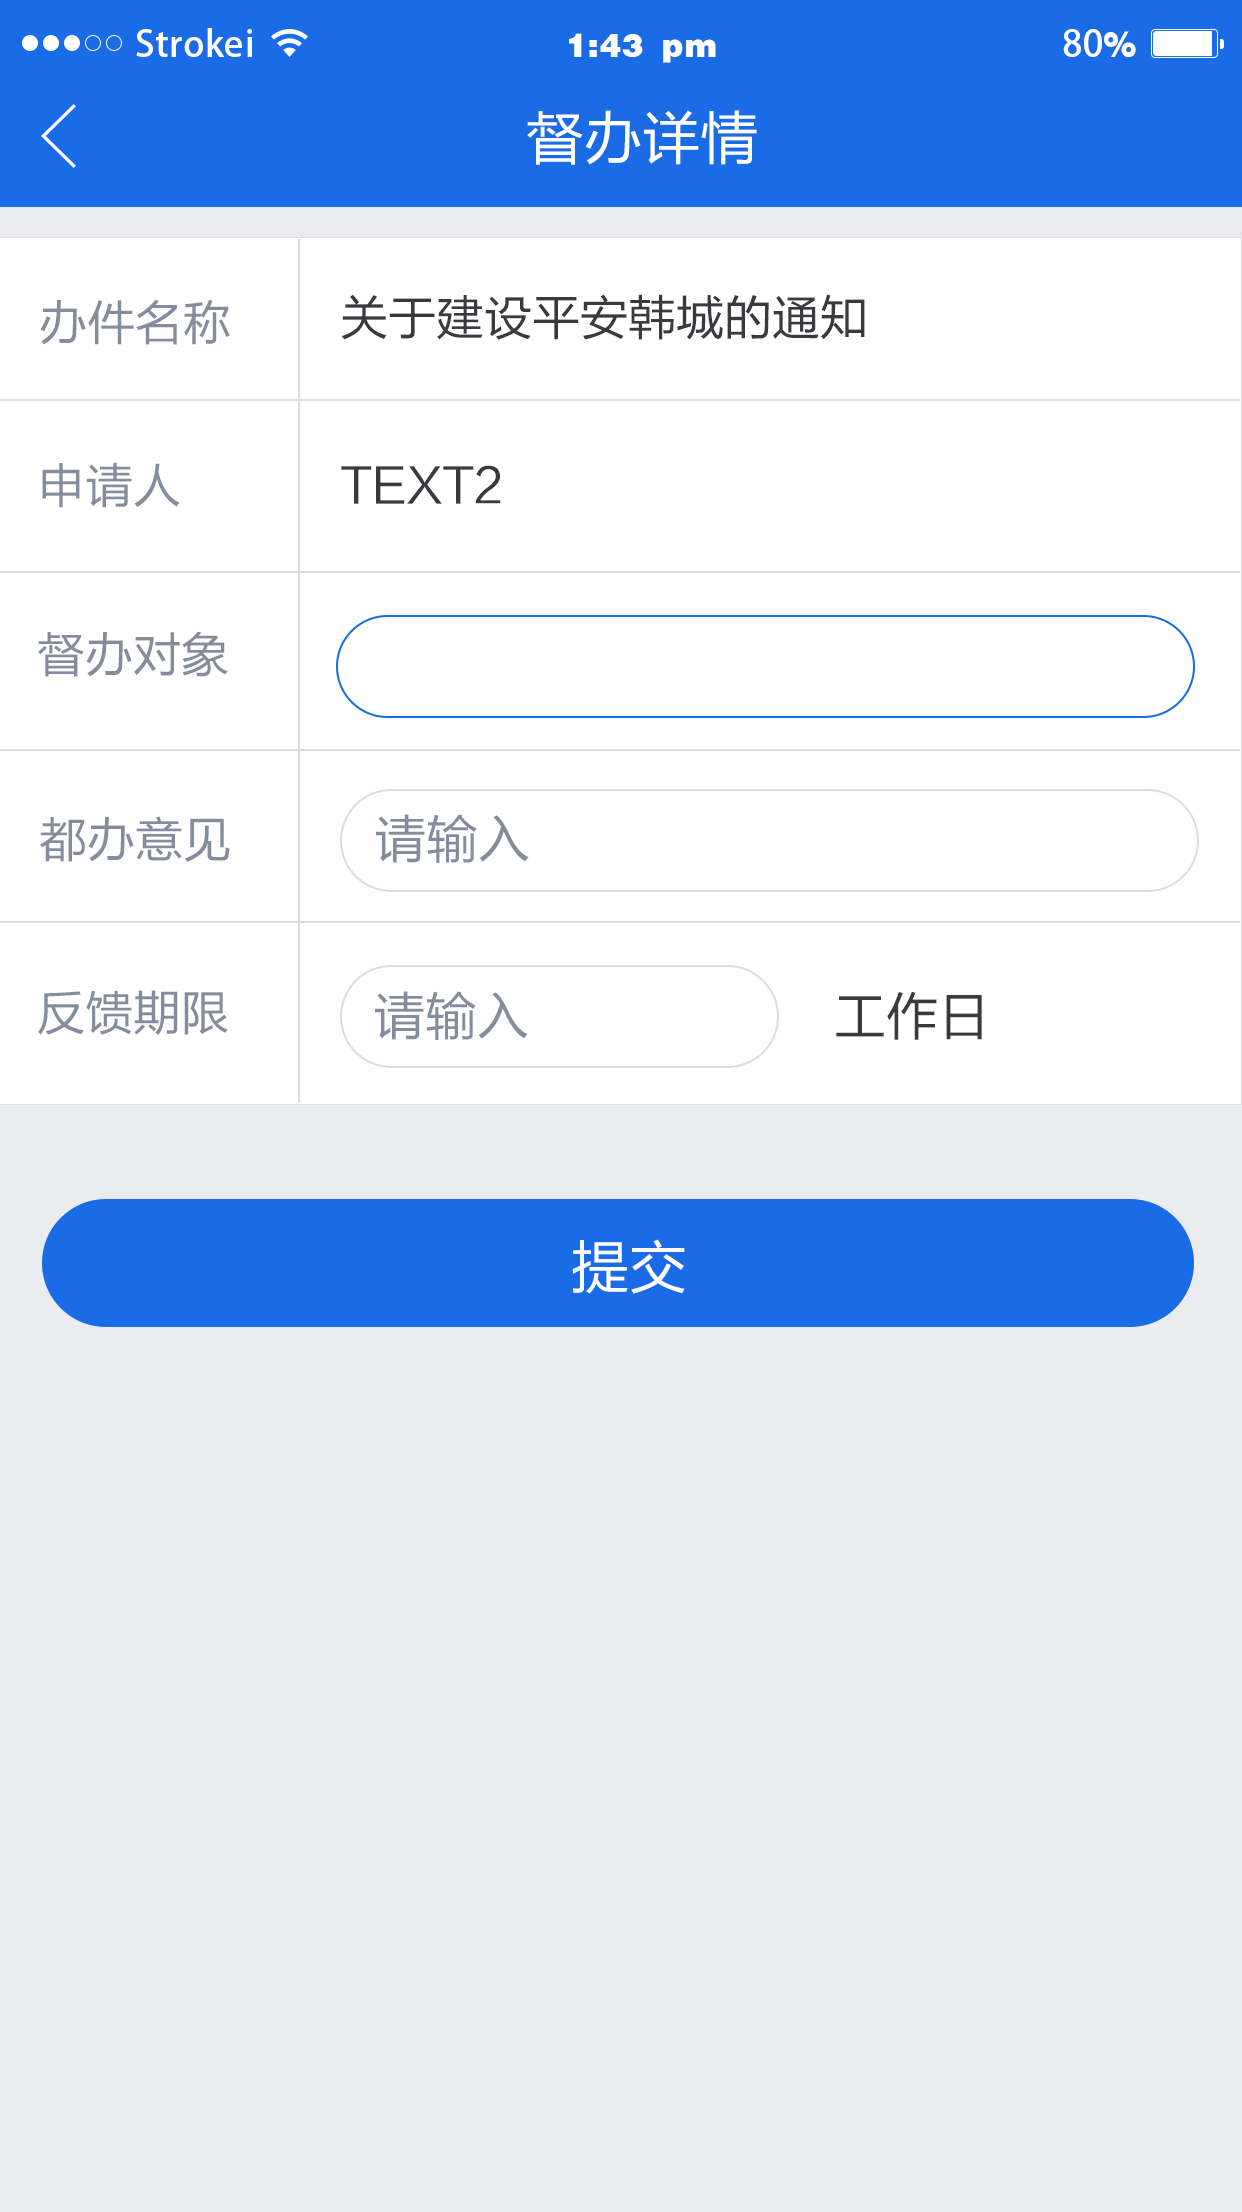 Strokei 1:43 pm 80%
督办详情
办件名称 关于建设平安韩城的通知
申请人 TEXT2
督办对象
都办意见 请输入
反馈期限 请输入 工作日
提交